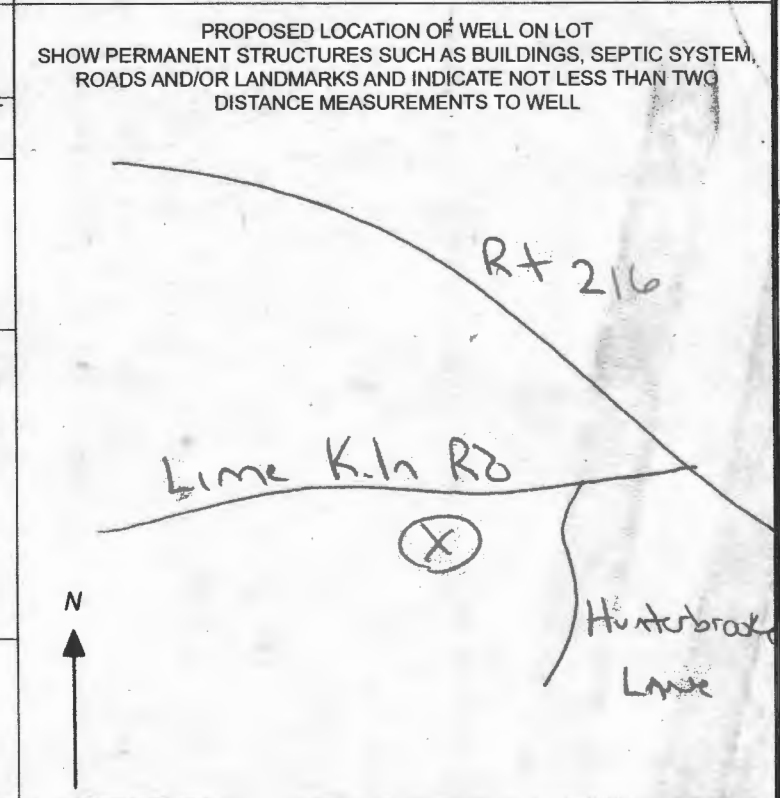 PROPOSED LOCATION OF WELL ON LOT
SHOW PERMANENT STRUCTURES SUCH AS BUILDINGS, SEPTIC SYSTEM,
ROADS AND/OR LANDMARKS AND INDICATE NOT LESS THAN TWO
DISTANCE MEASUREMENTS TO WELL
Rt 216
Lime Kiln RD
X
N
Hunterbrooke
Lane